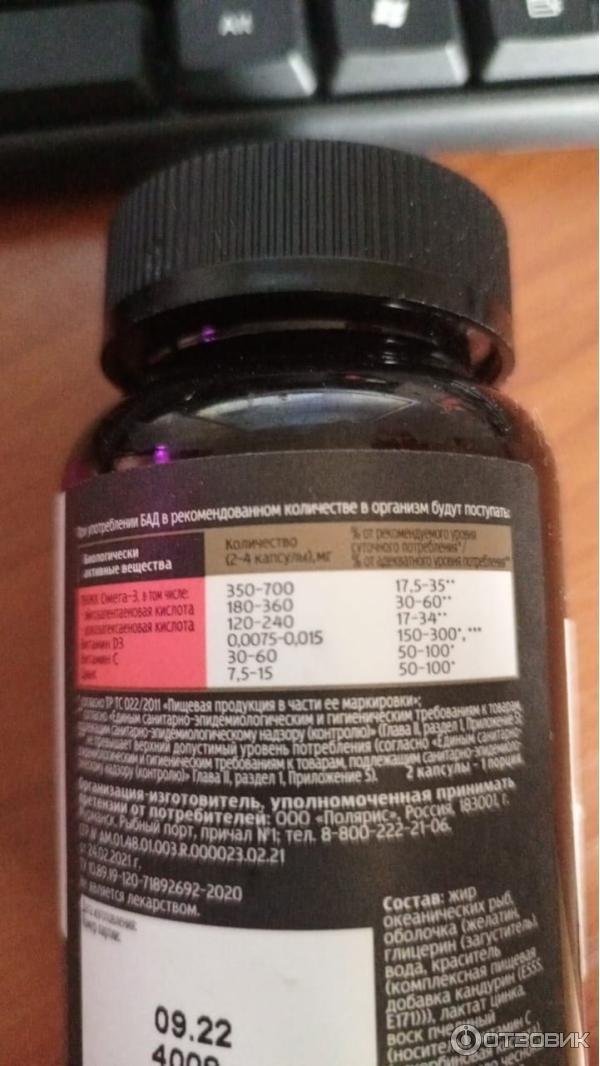 При употреблении БАД в рекомендованном количестве в организм будут поступать:
Биологически активные вещества
Количество (2-4 капсулы), мг
% от рекомендуемого уровня суточного потребления*/
% от адекватного уровня потребления**
ПНЖК Омега-3, в том числе: 350-700 17,5-35**
эйкозапентаеновая кислота 180-360 30-60**
докозагексаеновая кислота 120-240 17-34**
витамин D3 0,0075-0,015 150-300*,***
витамин C 30-60 50-100*
цинк 7,5-15 50-100*
согласно ТР ТС 022/2011 «Пищевая продукция в части ее маркировки»;
согласно «Единым санитарно-эпидемиологическим и гигиеническим требованиям к товарам,
санитарно-эпидемиологическому надзору (контролю)» (Глава II, раздел 1, Приложение 5);
превышает верхний допустимый уровень потребления (согласно «Единым санитарно-
и гигиеническим требованиям к товарам, подлежащим санитарно-эпидемиоло-
надзору (контролю)» Глава II, раздел 1, Приложение 5). 2 капсулы - 1 порция.
Организация-изготовитель, уполномоченная принимать
претензии от потребителей: ООО «Полярис», Россия, 183001, г.
Мурманск, Рыбный порт, причал №1; тел. 8-800-222-21-06.
AM.01.48.01.003.R.000023.02.21
от 24.02.2021 г.
10.89.19-120-71892692-2020
не является лекарством.
09.22
Состав: жир
океанических рыб,
оболочка (желатин,
глицерин (загуститель),
вода, краситель
(комплексная пищевая
добавка кандурин (E555,
E171))), лактат цинка,
воск пчелиный
(носитель)
ОТЗОВИК